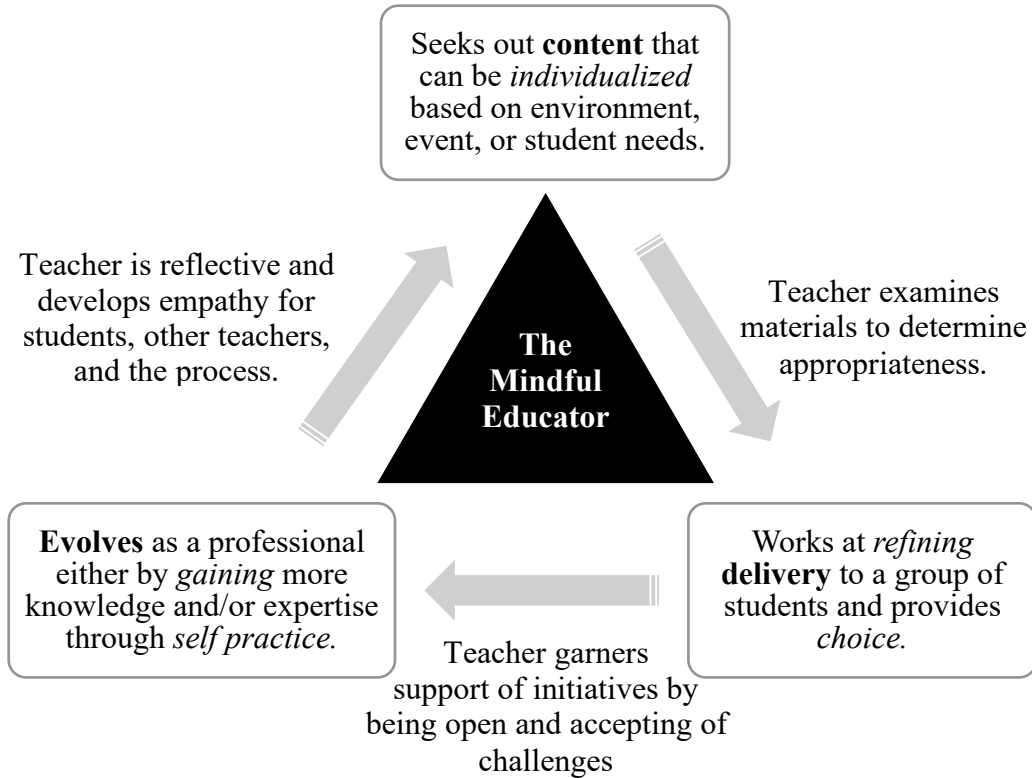 Seeks out content that
can be individualized
based on environment,
event, or student needs.
Teacher is reflective and
develops empathy for
students, other teachers,
and the process.
The
Mindful
Educator
Teacher examines
materials to determine
appropriateness.
Evolves as a professional
either by gaining more
knowledge and/or expertise
through self practice.
Works at refining
delivery to a group of
students and provides
choice.
Teacher garners
support of initiatives by
being open and accepting of
challenges